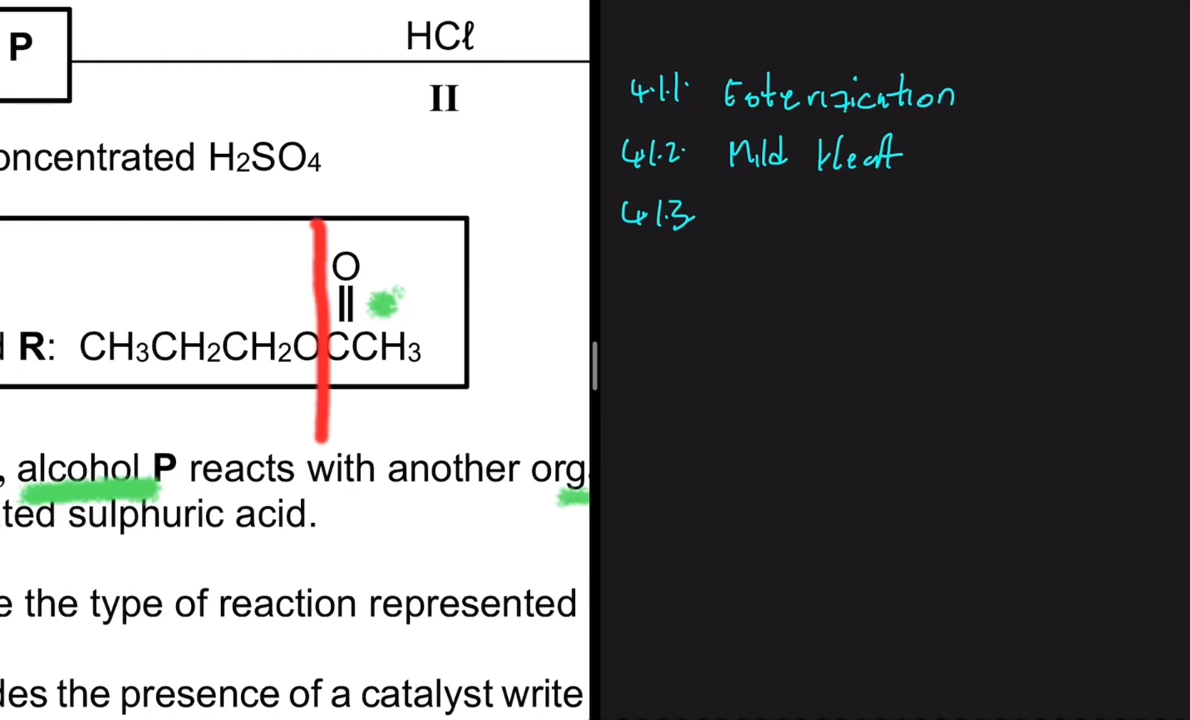 P
HCℓ
II
oncentrated H₂SO₄
O
R: CH₃CH₂CH₂OCCH₃
, alcohol P reacts with another org
ted sulphuric acid.
e the type of reaction represented
des the presence of a catalyst write
4.1.1. Esterification
4.1.2. Mild Heat
4.1.3